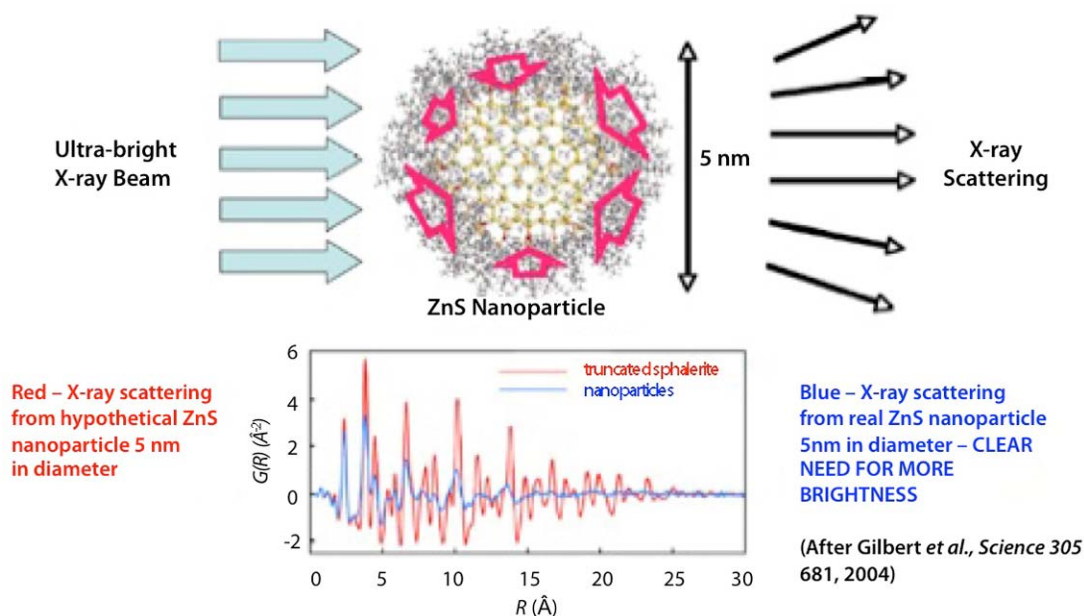 Ultra-bright
X-ray Beam
5 nm
X-ray
Scattering
ZnS Nanoparticle
Red – X-ray scattering
from hypothetical ZnS
nanoparticle 5 nm
in diameter
6
4
2
0
-2
G(R) (Å-2)
truncated sphalerite
nanoparticles
0 5 10 15 20 25 30
R (Å)
Blue – X-ray scattering
from real ZnS nanoparticle
5nm in diameter – CLEAR
NEED FOR MORE
BRIGHTNESS
(After Gilbert et al., Science 305
681, 2004)